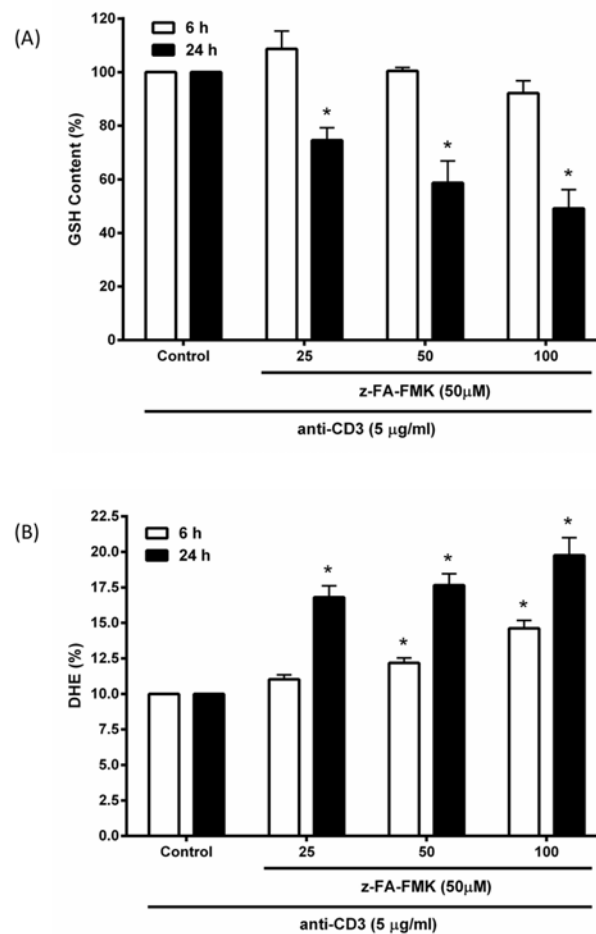 (A)
6 h
24 h
GSH Content (%)
120
100
80
60
40
20
0
*
*
*
Control
25
50
100
z-FA-FMK (50μM)
anti-CD3 (5 μg/ml)
(B)
6 h
24 h
DHE (%)
22.5
20.0
17.5
15.0
12.5
10.0
7.5
5.0
2.5
0.0
*
*
*
*
*
Control
25
50
100
z-FA-FMK (50μM)
anti-CD3 (5 μg/ml)